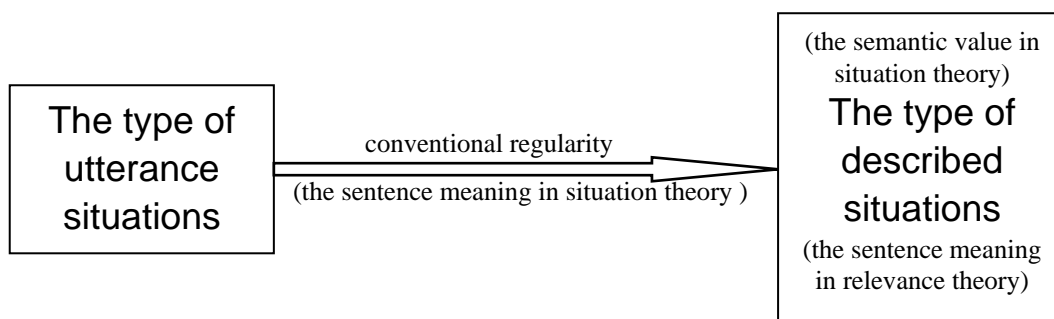 The type of
utterance
situations
conventional regularity
(the sentence meaning in situation theory )
(the semantic value in
situation theory)
The type of
described
situations
(the sentence meaning
in relevance theory)